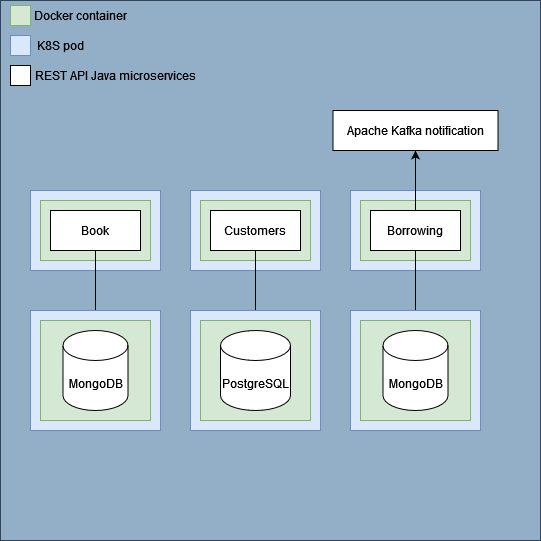 Docker container
K8S pod
REST API Java microservices
Apache Kafka notification
Book
Customers
Borrowing
MongoDB
PostgreSQL
MongoDB